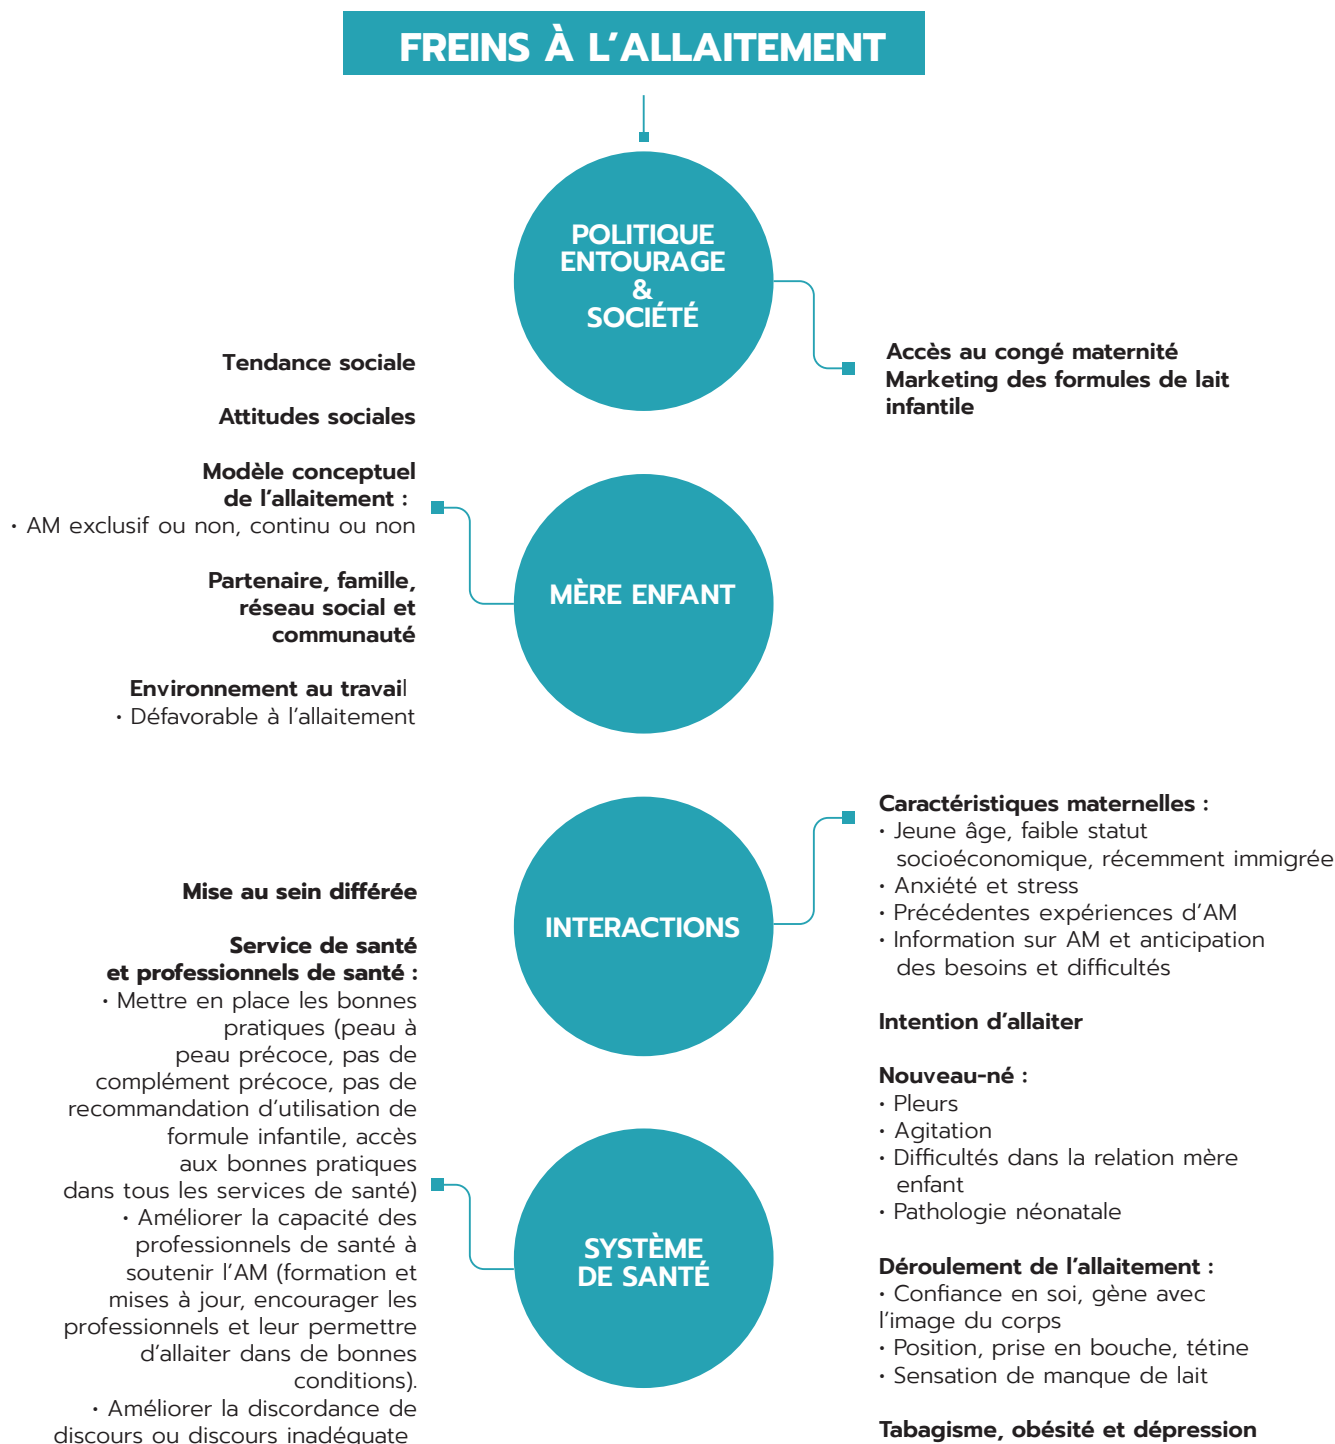 FREINS À L’ALLAITEMENT
POLITIQUE
ENTOURAGE
&
SOCIÉTÉ
Accès au congé maternité
Marketing des formules de lait
infantile
Tendance sociale
Attitudes sociales
Modèle conceptuel
de l’allaitement :
• AM exclusif ou non, continu ou non
Partenaire, famille,
réseau social et
communauté
Environnement au travail
• Défavorable à l’allaitement
MÈRE ENFANT
INTERACTIONS
Caractéristiques maternelles :
• Jeune âge, faible statut
socioéconomique, récemment immigrée
• Anxiété et stress
• Précédentes expériences d’AM
• Information sur AM et anticipation
des besoins et difficultés
Intention d’allaiter
Nouveau-né :
• Pleurs
• Agitation
• Difficultés dans la relation mère
enfant
• Pathologie néonatale
Déroulement de l’allaitement :
• Confiance en soi, gène avec
l’image du corps
• Position, prise en bouche, tétine
• Sensation de manque de lait
Tabagisme, obésité et dépression
Mise au sein différée
Service de santé
et professionnels de santé :
• Mettre en place les bonnes
pratiques (peau à
peau précoce, pas de
complément précoce, pas de
recommandation d’utilisation de
formule infantile, accès
aux bonnes pratiques
dans tous les services de santé)
• Améliorer la capacité des
professionnels de santé à
soutenir l’AM (formation et
mises à jour, encourager les
professionnels et leur permettre
d’allaiter dans de bonnes
conditions).
• Améliorer la discordance de
discours ou discours inadéquate
SYSTÈME
DE SANTÉ